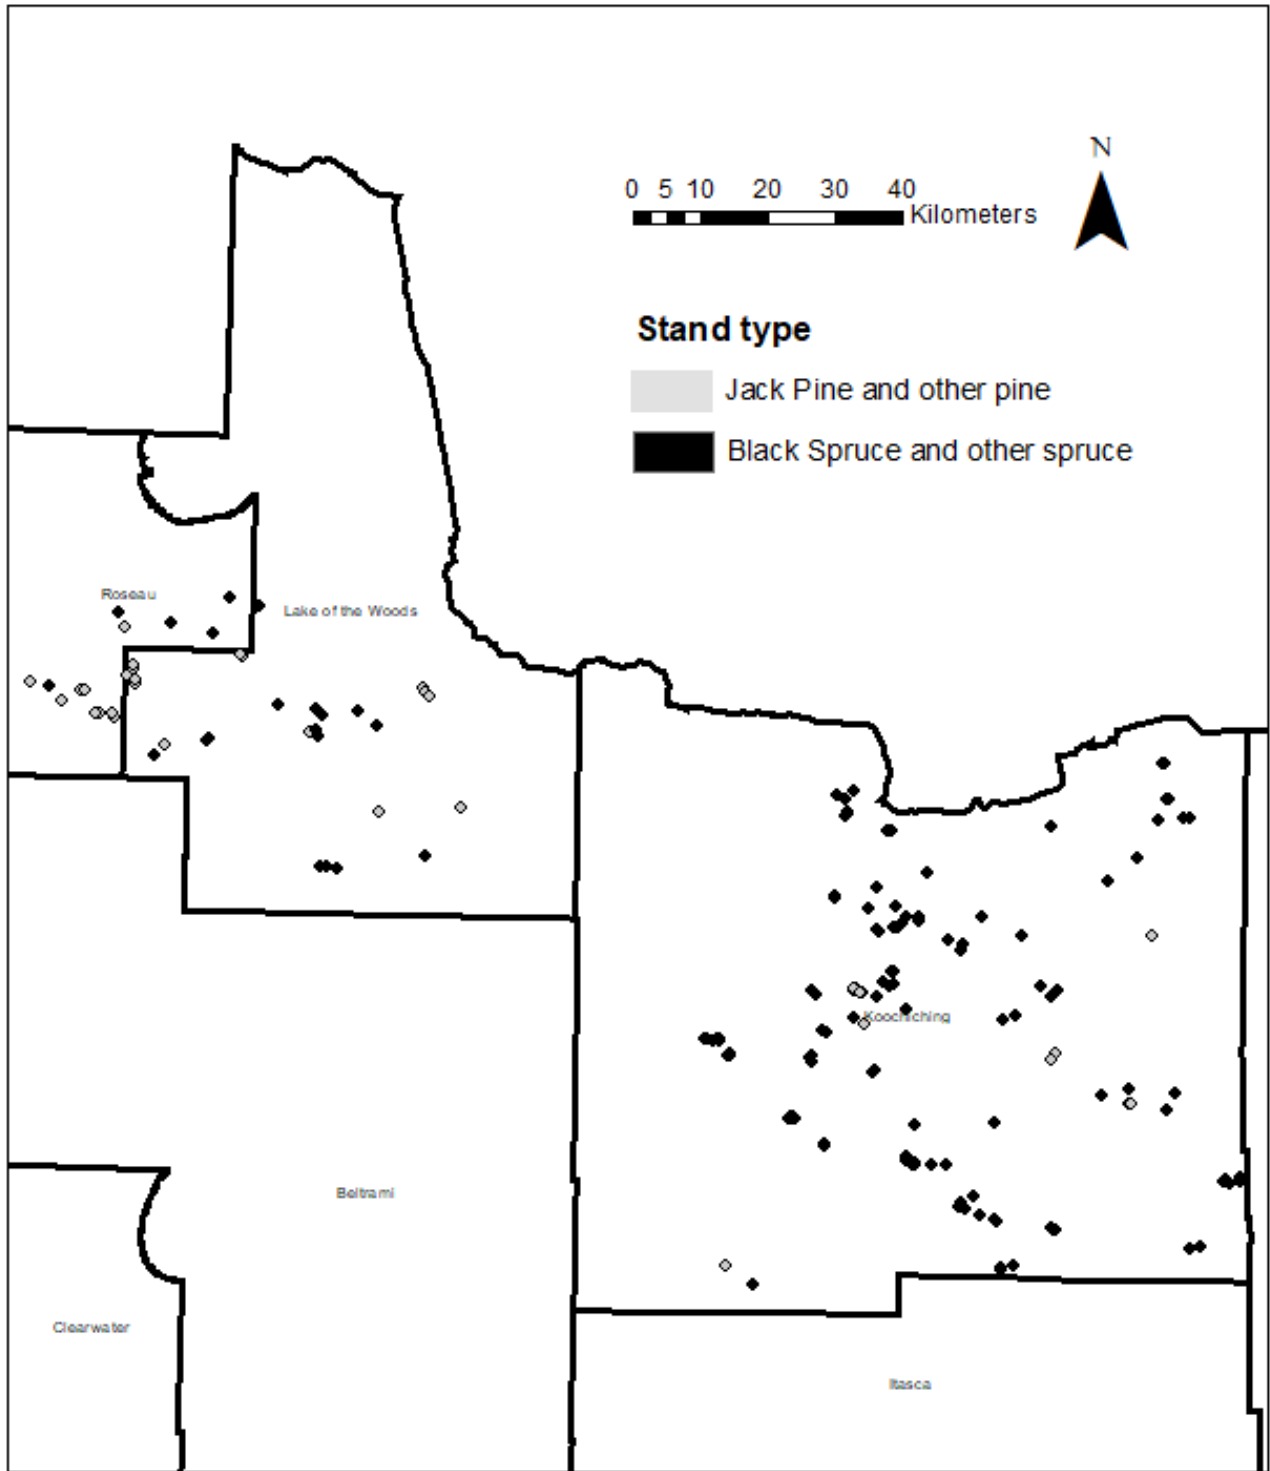 N
0 5 10 20 30 40
Kilometers
Stand type
Jack Pine and other pine
Black Spruce and other spruce
Roseau
Lake of the Woods
Koochiching
Beltrami
Clearwater
Itasca